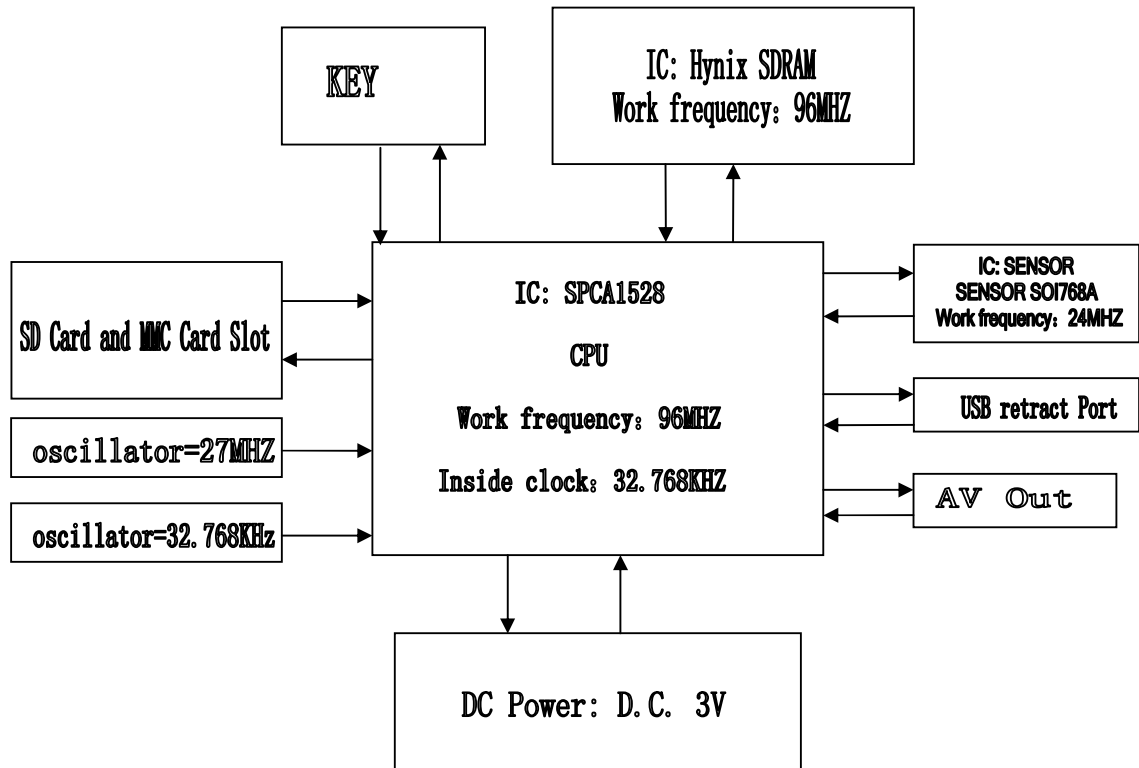 KEY
IC: Hynix SDRAM
Work frequency: 96MHZ
SD Card and MMC Card Slot
oscillator=27MHZ
oscillator=32.768KHz
IC: SPCA1528
CPU
Work frequency: 96MHZ
Inside clock: 32.768KHZ
IC: SENSOR
SENSOR SOI768A
Work frequency: 24MHZ
USB retract Port
AV Out
DC Power: D.C. 3V